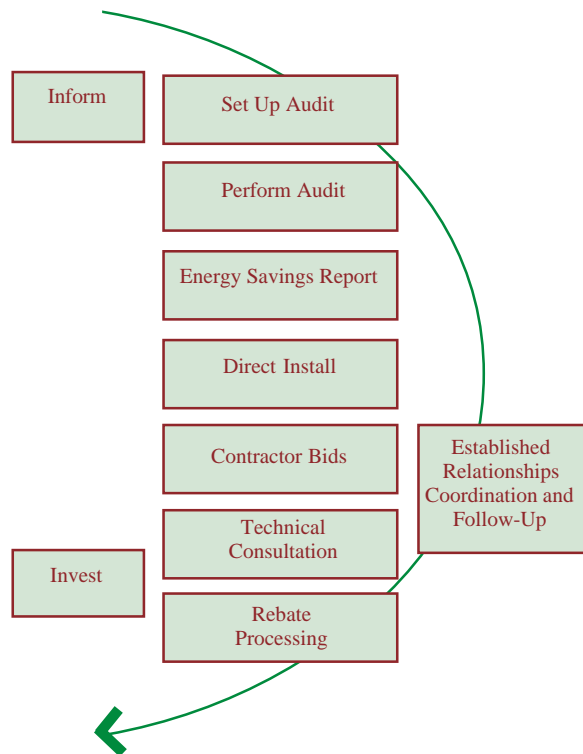 Inform
Set Up Audit
Perform Audit
Energy Savings Report
Direct Install
Contractor Bids
Established
Relationships
Coordination and
Follow-Up
Technical
Consultation
Invest
Rebate
Processing